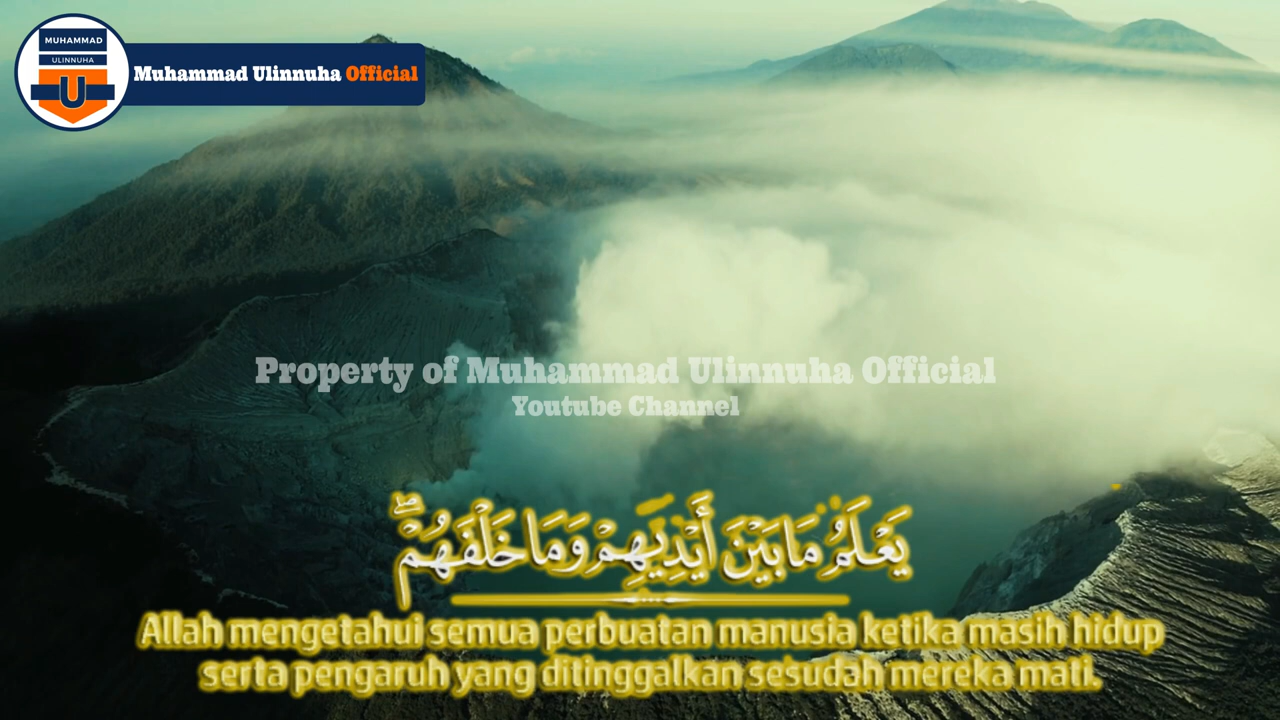 MUHAMMAD
ULINNUHA
U
Muhammad Ulinnuha Official
Property of Muhammad Ulinnuha Official
Youtube Channel
يَعْلَمُ مَا بَيْنَ أَيْدِيهِمْ وَمَا خَلْفَهُمْ ۖ
Allah mengetahui semua perbuatan manusia ketika masih hidup
serta pengaruh yang ditinggalkan sesudah mereka mati.